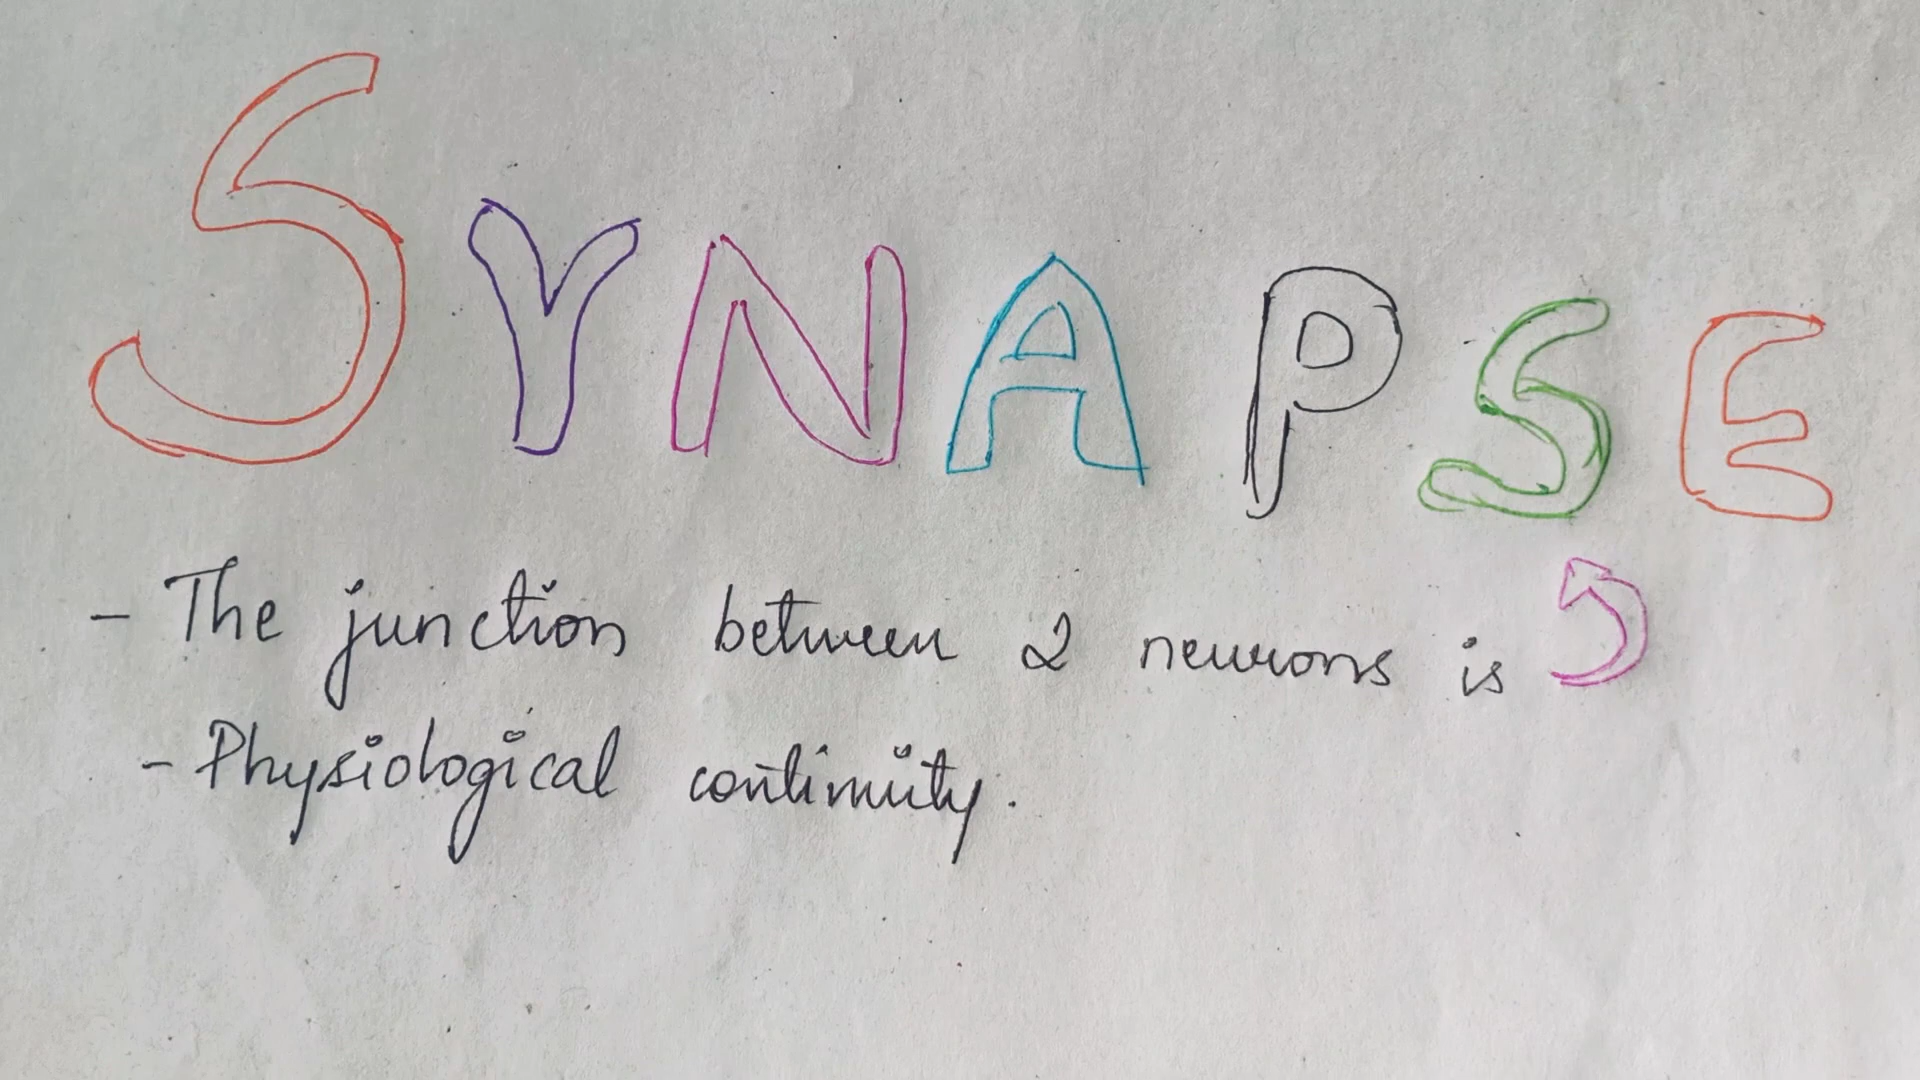 SYNAPSE
- The junction between 2 neurons is
- Physiological continuity.